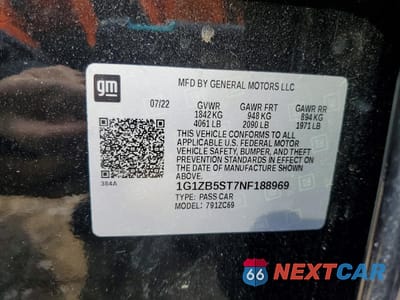 gm
MFD BY GENERAL MOTORS LLC
07/22 GVWR GAWR FRT GAWR RR
1842 KG 948 KG 894 KG
4061 LB 2090 LB 1971 LB
THIS VEHICLE CONFORMS TO ALL
APPLICABLE U.S. FEDERAL MOTOR
VEHICLE SAFETY, BUMPER, AND THEFT
PREVENTION STANDARDS IN EFFECT ON
THE DATE OF MANUFACTURE
SHOWN ABOVE.
384A
1G1ZB5ST7NF188969
TYPE: PASS CAR
MODEL: 791ZC69
66 NEXTCAR